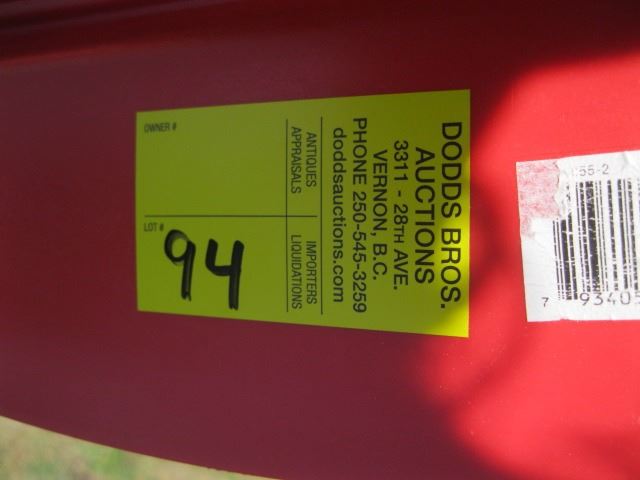 DODDS BROS.
AUCTIONS
3311 - 28TH AVE.
VERNON, B.C.
PHONE 250-545-3259
doddsauctions.com
ANTIQUES
APPRAISALS
IMPORTERS
LIQUIDATIONS
OWNER #
LOT #
94
55-2
7 93405